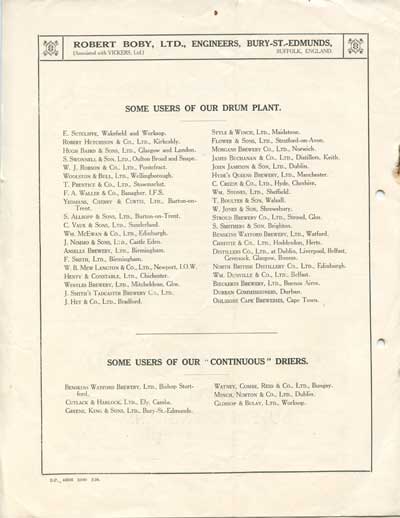 ROBERT BOBY, LTD., ENGINEERS, BURY-ST.-EDMUNDS,
(Associated with VICKERS, Ltd.) SUFFOLK, ENGLAND.
SOME USERS OF OUR DRUM PLANT.
E. Sutcliffe, Wakefield and Worksop.
Robert Hutchison & Co., Ltd., Kirkcaldy.
Hugh Baird & Sons, Ltd., Glasgow and London.
S. Swonnell & Son, Ltd., Oulton Broad and Snape.
W. J. Robson & Co., Ltd., Pontefract.
Woolston & Bull, Ltd., Wellingborough.
T. Prentice & Co., Ltd., Stowmarket.
F. A. Waller & Co., Banagher, I.F.S.
Yeomans, Cherry & Curtis, Ltd., Burton-on-
Trent.
S. Allsopp & Sons, Ltd., Burton-on-Trent.
C. Vaux & Sons, Ltd., Sunderland.
Wm. McEwan & Co., Ltd., Edinburgh.
J. Nimmo & Sons, Ltd., Castle Eden.
Ansells Brewery, Ltd., Birmingham.
F. Smith, Ltd., Birmingham.
W. B. Mew Langton & Co., Ltd., Newport, I.O.W.
Henty & Constable, Ltd., Chichester.
Wintles Brewery, Ltd., Mitcheldean, Glos.
J. Smith's Tadcaster Brewery Co., Ltd.
J. Hey & Co., Ltd., Bradford.
Style & Winch, Ltd., Maidstone.
Flower & Sons, Ltd., Stratford-on-Avon.
Morgans Brewery Co., Ltd., Norwich.
James Buchanan & Co., Ltd., Distillers, Keith.
John Jameson & Son, Ltd., Dublin.
Hyde's Queens Brewery, Ltd., Manchester.
C. Creese & Co., Ltd., Hyde, Cheshire.
Wm. Stones, Ltd., Sheffield.
T. Boulter & Son, Walsall.
W. Jones & Son, Shrewsbury.
Stroud Brewery Co., Ltd., Stroud, Glos.
S. Smithers & Son, Brighton.
Benskins Watford Brewery, Ltd., Watford.
Christie & Co., Ltd., Hoddesdon, Herts.
Distillers Co., Ltd., at Dublin, Liverpool, Belfast,
Greenock, Glasgow, Bonnes.
North British Distillery Co., Ltd., Edinburgh.
Wm. Dunville & Co., Ltd., Belfast.
Bieckerts Brewery, Ltd., Buenos Aires.
Durban Commissioners, Durban.
Ohlssons Cape Breweries, Cape Town.
SOME USERS OF OUR "CONTINUOUS" DRIERS.
Benskins Watford Brewery, Ltd., Bishop Stort-
ford.
Cutlack & Harlock, Ltd., Ely, Cambs.
Greene, King & Sons, Ltd., Bury-St.-Edmunds.
Watney, Combe, Reid & Co., Ltd., Bungay.
Minch, Norton & Co., Ltd., Dublin.
Glossop & Bulay, Ltd., Worksop.